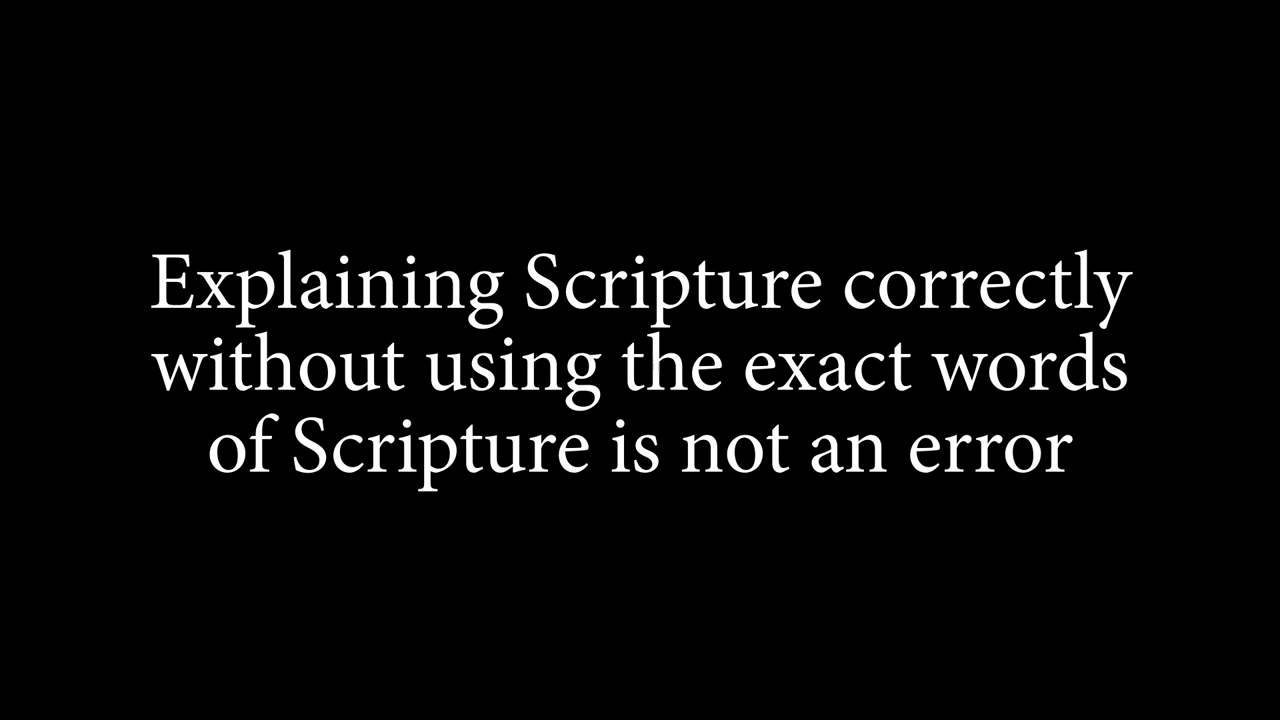 Explaining Scripture correctly
without using the exact words
of Scripture is not an error